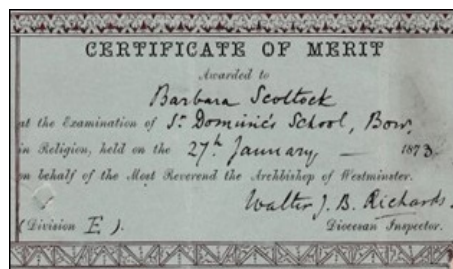 CERTIFICATE OF MERIT
Awarded to
Barbara Scottock
at the Examination of St. Dominic's School, Bow,
in Religion, held on the 27th January — 1873.
on behalf of the Most Reverend the Archbishop of Westminster.
Walter J. B. Richards.
(Division E). Diocesan Inspector.